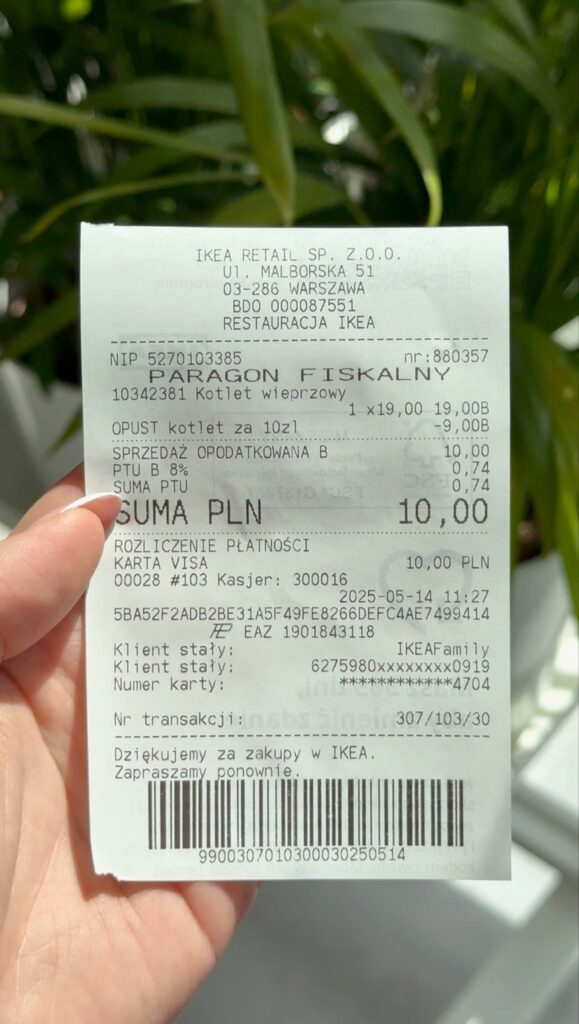 IKEA RETAIL SP. Z.O.O.
Ul. MALBORSKA 51
03-286 WARSZAWA
BDO 000087551
RESTAURACJA IKEA
NIP 5270103385 nr:880357
PARAGON FISKALNY
10342381 Kotlet wieprzowy
1 x19,00 19,00B
OPUST kotlet za 10zl -9,00B
SPRZEDAŻ OPODATKOWANA B 10,00
PTU B 8% 0,74
SUMA PTU 0,74
SUMA PLN 10,00
ROZLICZENIE PŁATNOŚCI
KARTA VISA 10,00 PLN
00028 #103 Kasjer: 300016
2025-05-14 11:27
5BA52F2ADB2BE31A5F49FE8266DEFC4AE7499414
EAZ 1901843118
Klient stały: IKEAFamily
Klient stały: 6275980xxxxxxxx0919
Numer karty: ************4704
Nr transakcji: 307/103/30
Dziękujemy za zakupy w IKEA.
Zapraszamy ponownie.
9900307010300030250514